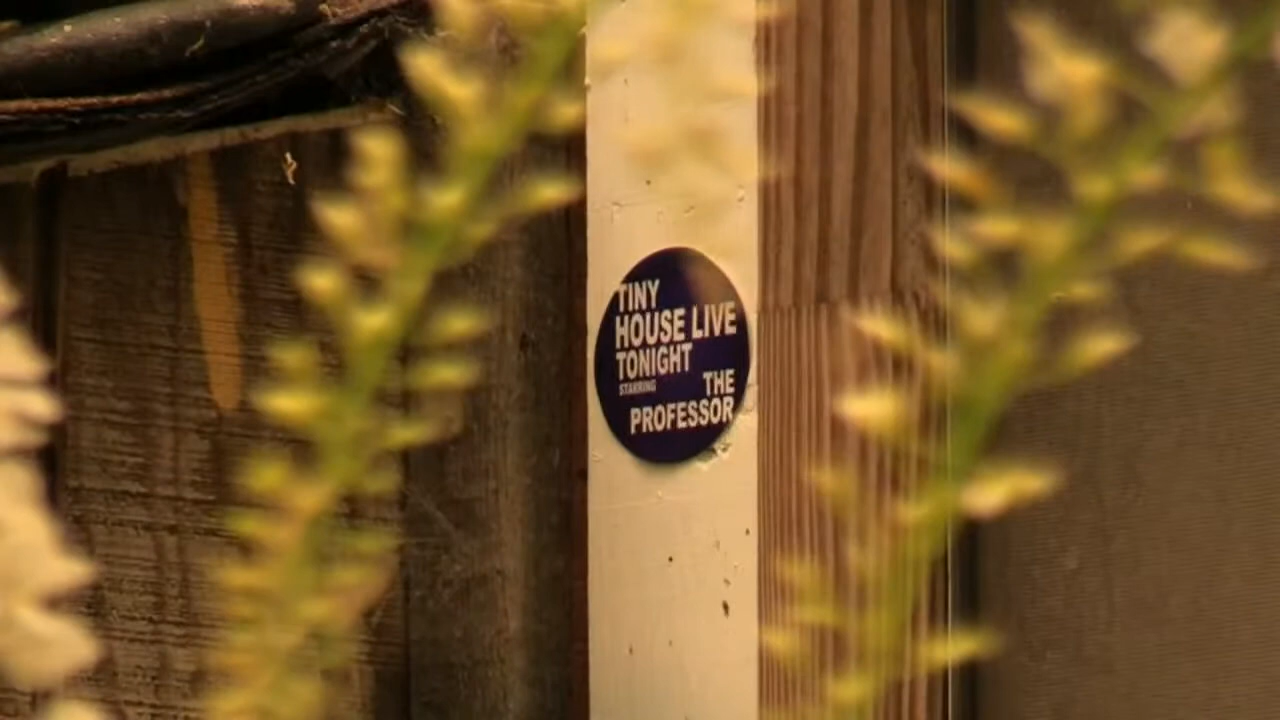 TINY
HOUSE LIVE
TONIGHT
STARRING THE
PROFESSOR